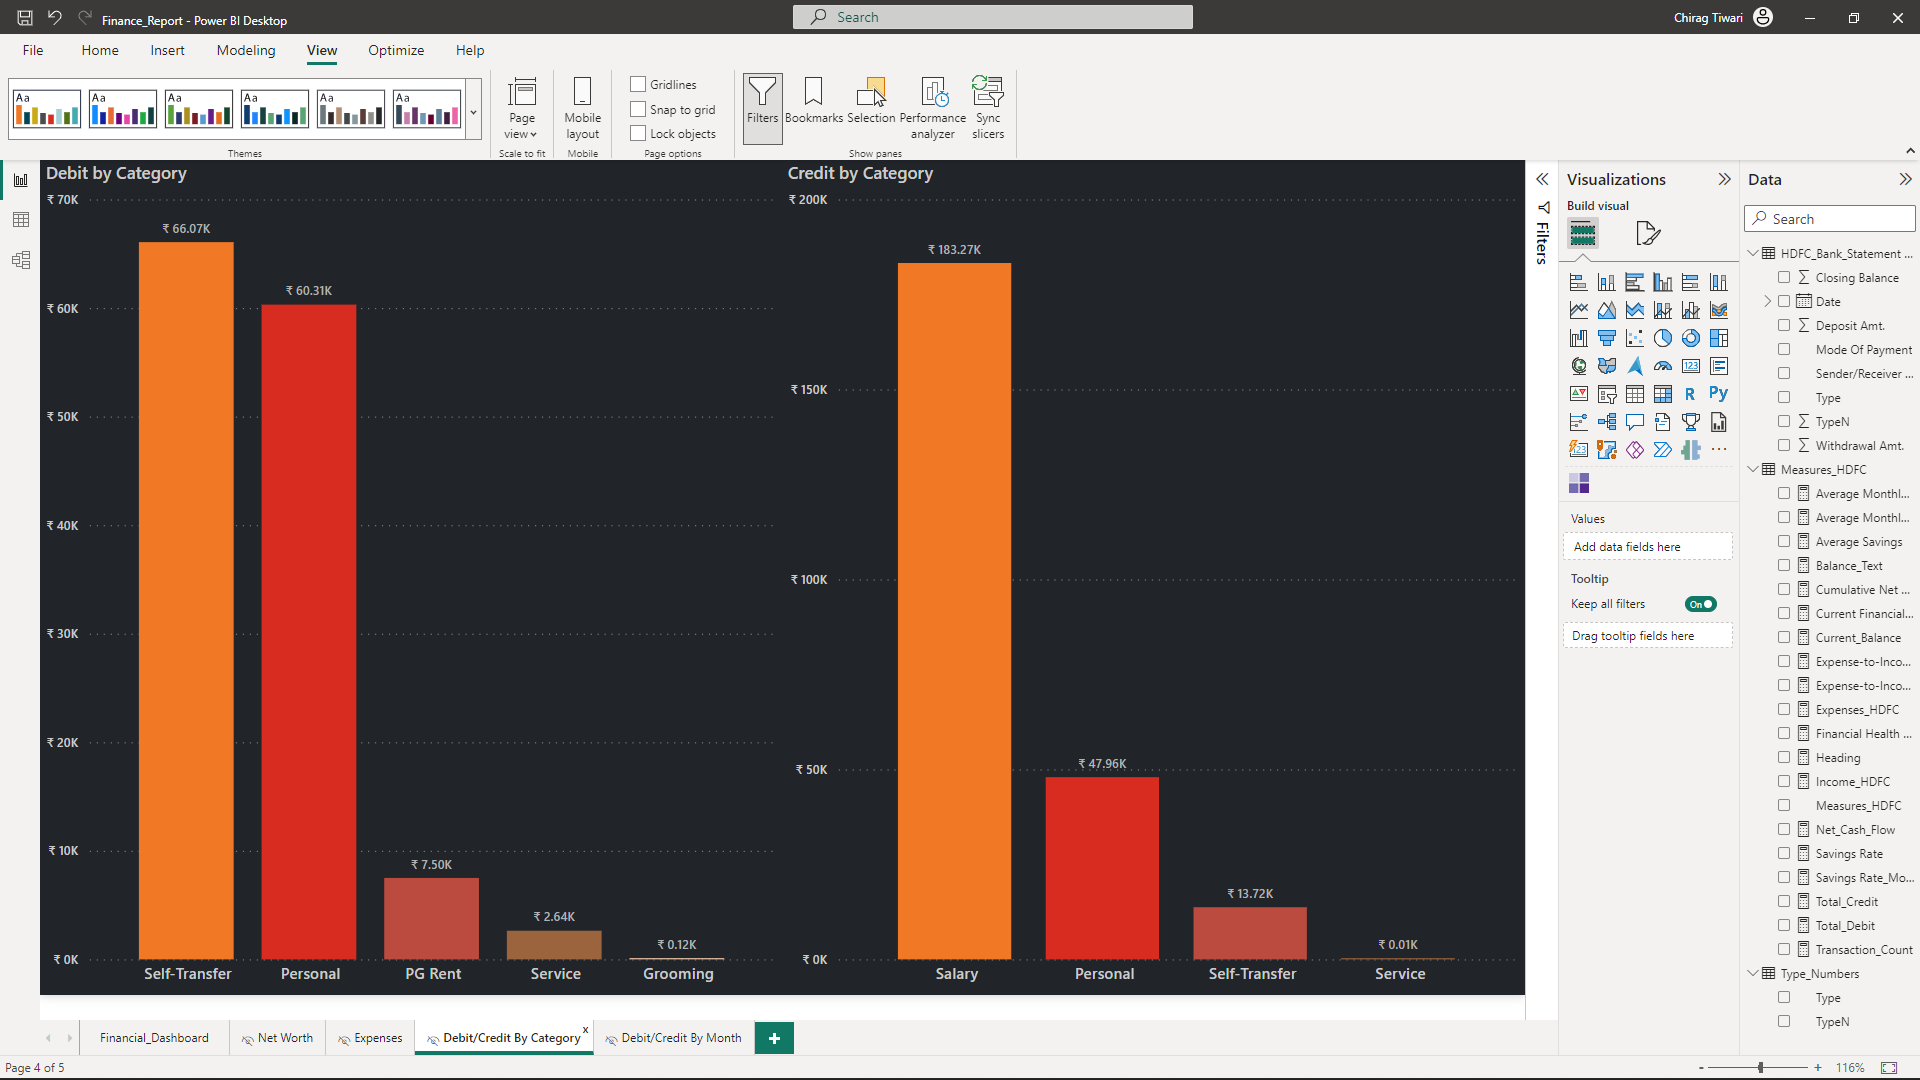 Finance_Report - Power BI Desktop
Search
Chirag Tiwari
File
Home
Insert
Modeling
View
Optimize
Help
Aa
Aa
Aa
Aa
Aa
Aa
Themes
Page view
Scale to fit
Mobile layout
Mobile
Gridlines
Snap to grid
Lock objects
Page options
Filters
Bookmarks
Selection
Performance analyzer
Sync slicers
Show panes
Debit by Category
₹ 70K
₹ 60K
₹ 50K
₹ 40K
₹ 30K
₹ 20K
₹ 10K
₹ 0K
₹ 66.07K
₹ 60.31K
₹ 7.50K
₹ 2.64K
₹ 0.12K
Self-Transfer
Personal
PG Rent
Service
Grooming
Credit by Category
₹ 200K
₹ 150K
₹ 100K
₹ 50K
₹ 0K
₹ 183.27K
₹ 47.96K
₹ 13.72K
₹ 0.01K
Salary
Personal
Self-Transfer
Service
Filters
Visualizations
Build visual
123
R
Py
123
Values
Add data fields here
Tooltip
Keep all filters
On
Drag tooltip fields here
Data
Search
HDFC_Bank_Statement ...
Closing Balance
Date
Deposit Amt.
Mode Of Payment
Sender/Receiver ...
Type
TypeN
Withdrawal Amt.
Measures_HDFC
Average Monthl...
Average Monthl...
Average Savings
Balance_Text
Cumulative Net ...
Current Financial...
Current_Balance
Expense-to-Inco...
Expense-to-Inco...
Expenses_HDFC
Financial Health ...
Heading
Income_HDFC
Measures_HDFC
Net_Cash_Flow
Savings Rate
Savings Rate_Mo...
Total_Credit
Total_Debit
Transaction_Count
Type_Numbers
Type
TypeN
Financial_Dashboard
Net Worth
Expenses
Debit/Credit By Category
x
Debit/Credit By Month
+
Page 4 of 5
- + 116%